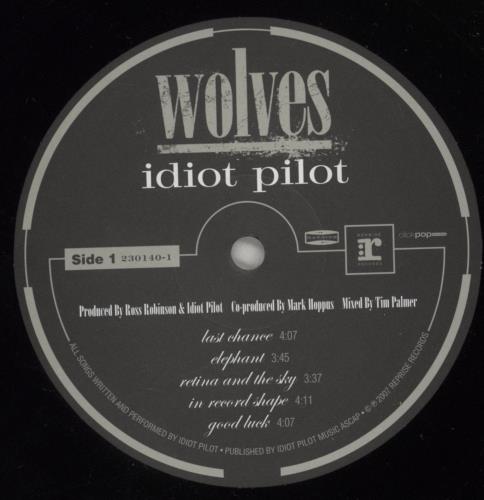 wolves
idiot pilot
Side 1 230140-1
REPRISE
r
REPRISE
RECORDS
clickpop
Produced By Ross Robinson & Idiot Pilot Co-produced By Mark Hoppus Mixed By Tim Palmer
last chance 4:07
elephant 3:45
retina and the sky 3:37
in record shape 4:11
good luck 4:07
ALL SONGS WRITTEN AND PERFORMED BY IDIOT PILOT • PUBLISHED BY IDIOT PILOT MUSIC ASCAP • © ℗ 2007 REPRISE RECORDS